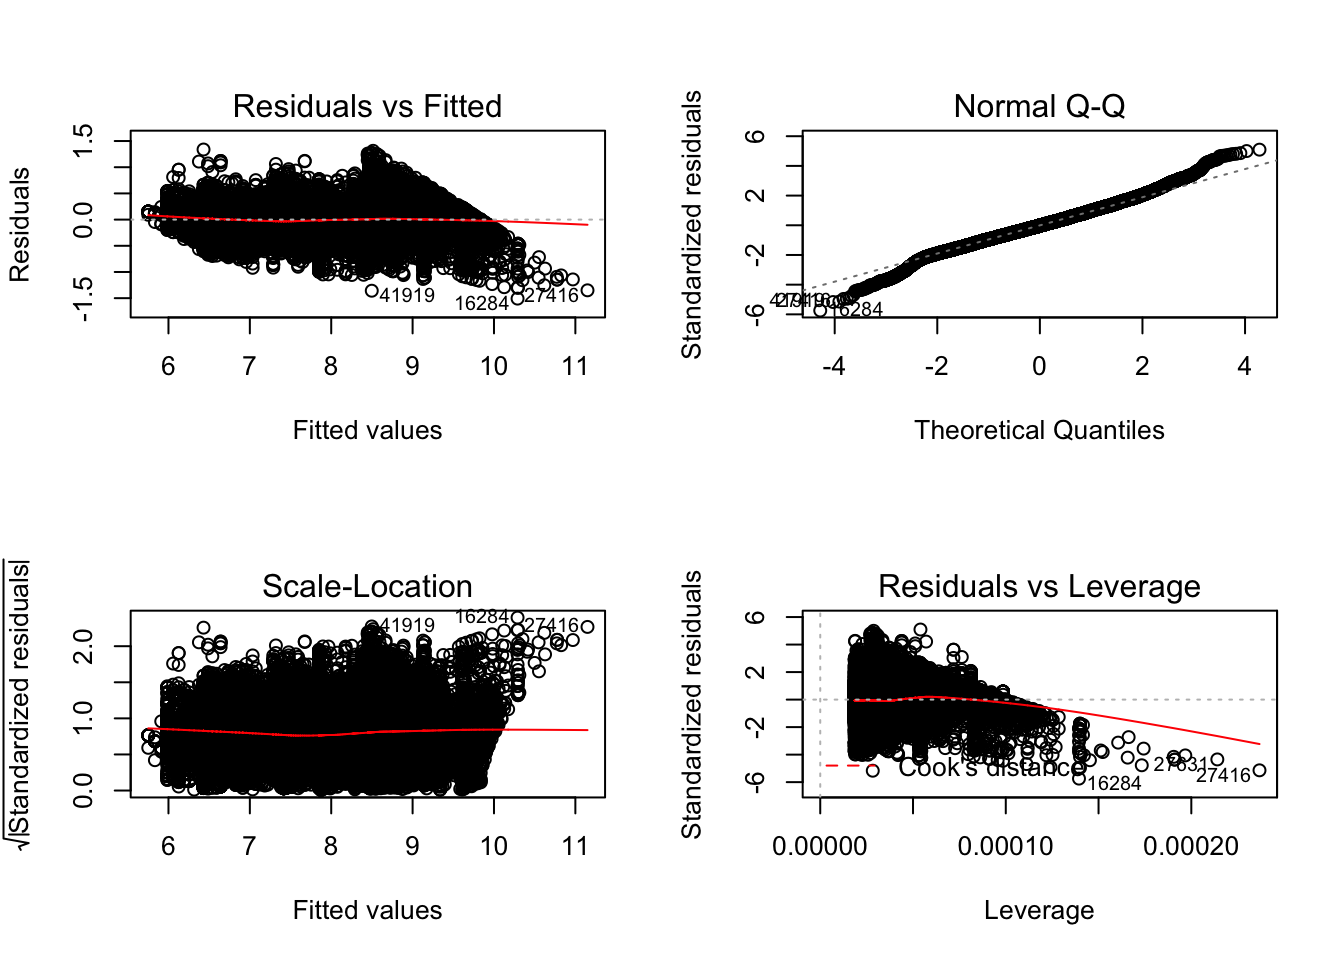 Residuals vs Fitted
Residuals
1.5
0.0
-1.5
41919
16284
27416
6 7 8 9 10 11
Fitted values
Normal Q-Q
Standardized residuals
6
2
-2
-6
16284
-4 -2 0 2 4
Theoretical Quantiles
Scale-Location
√|Standardized residuals|
2.0
1.0
0.0
41919
16284
27416
6 7 8 9 10 11
Fitted values
Residuals vs Leverage
Standardized residuals
6
2
-2
-6
Cook's distance
27631
27416
16284
0.00000 0.00010 0.00020
Leverage